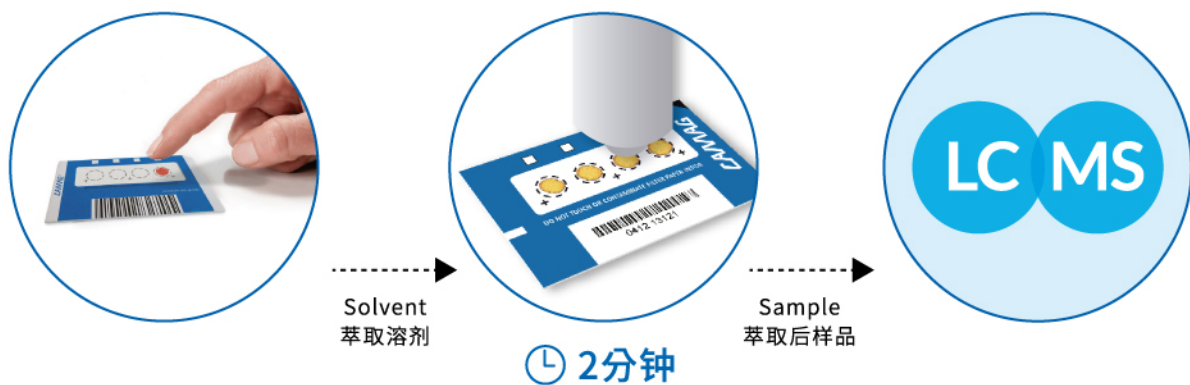 CAMAG
CAMAG
DO NOT TOUCH OR CONTAMINATE FILTER PAPER
0412 13121
LC MS
Solvent
萃取溶剂
Sample
萃取后样品
2分钟